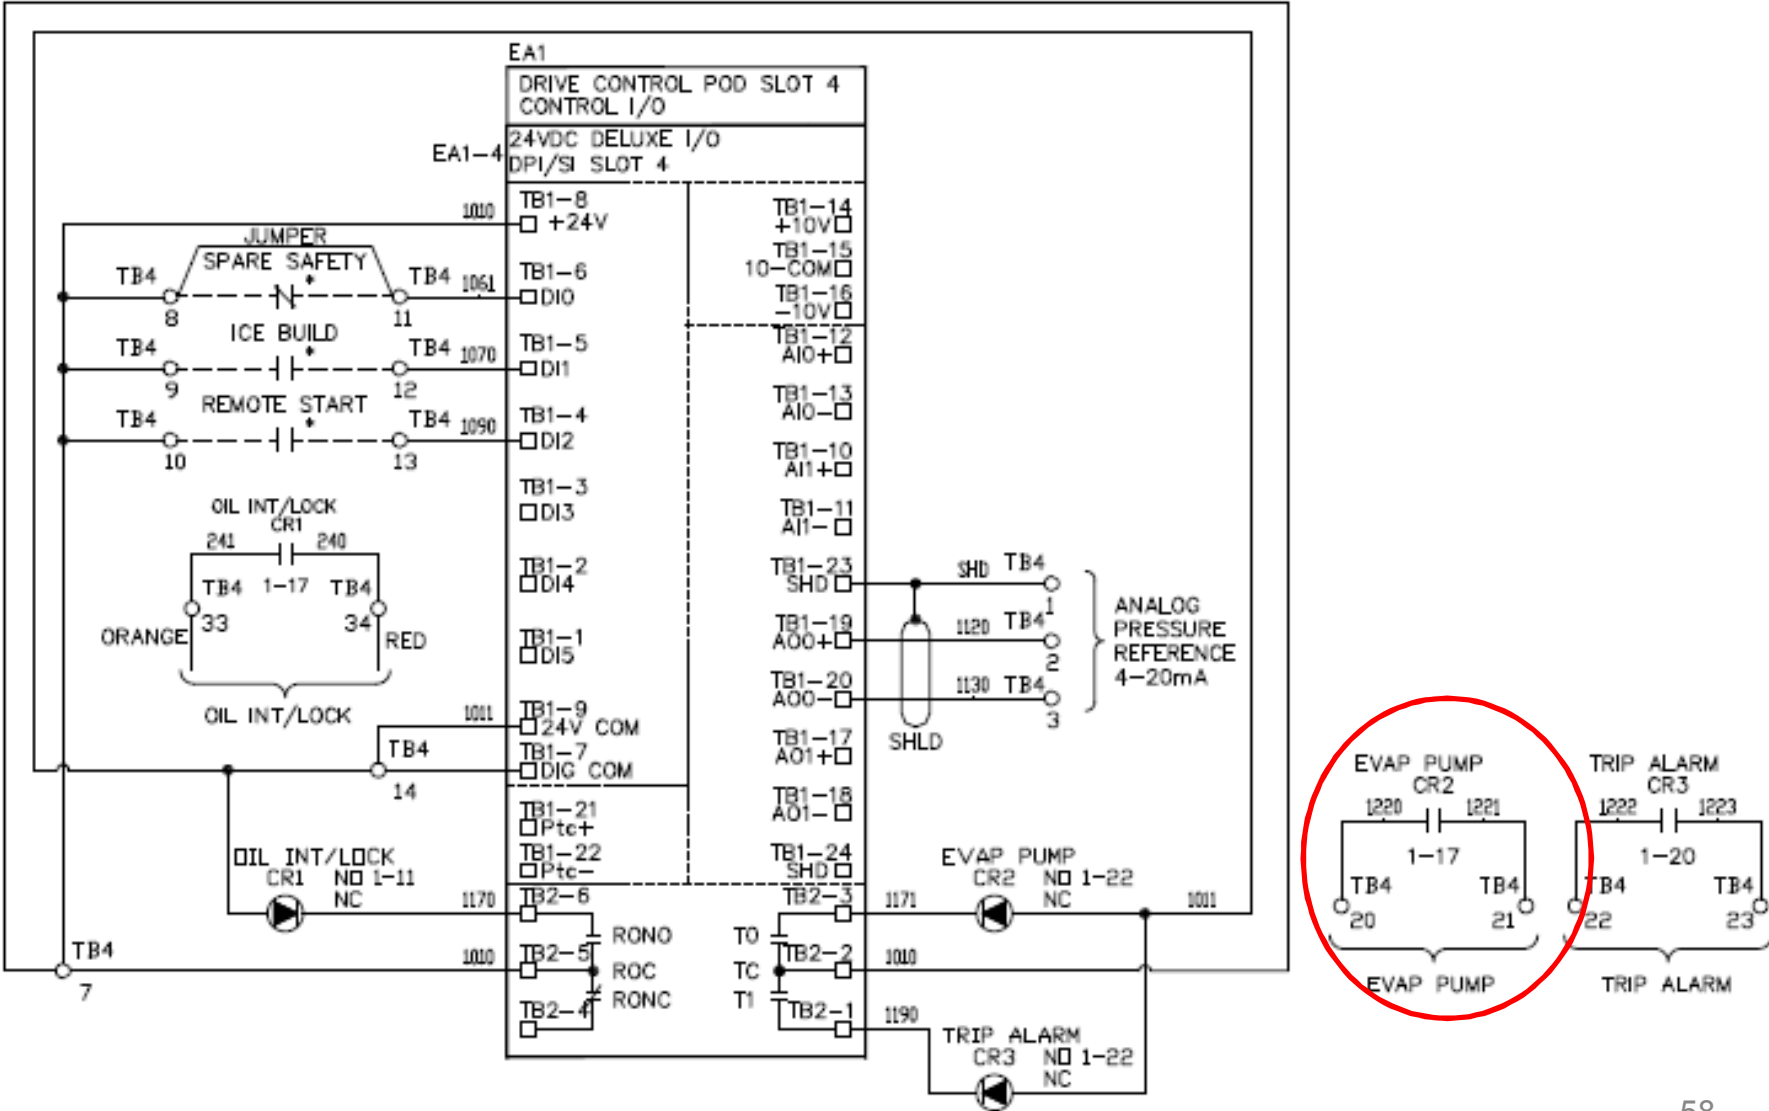 EA1
DRIVE CONTROL POD SLOT 4
CONTROL I/O
24VDC DELUXE I/O
EA1-4
DPI/SI SLOT 4
1010
TB1-8
+24V
TB1-14
+10V
JUMPER
SPARE SAFETY
*
TB4
8
TB4
11
1061
TB1-6
DI0
TB1-15
10-COM
TB1-16
-10V
ICE BUILD
*
TB4
9
TB4
12
1070
TB1-5
DI1
TB1-12
AI0+
REMOTE START
*
TB4
10
TB4
13
1090
TB1-4
DI2
TB1-13
AI0-
TB1-10
AI1+
TB1-3
DI3
TB1-11
AI1-
OIL INT/LOCK
CR1
241
240
TB4
1-17
TB4
33
34
ORANGE
RED
OIL INT/LOCK
TB1-2
DI4
TB1-1
DI5
TB1-23
SHD
SHD
TB4
1
TB1-19
AO0+
1120
TB4
2
TB1-20
AO0-
1130
TB4
3
ANALOG
PRESSURE
REFERENCE
4-20mA
SHLD
1011
TB1-9
24V COM
TB4
14
TB1-7
DIG COM
TB1-17
AO1+
TB1-18
AO1-
TB1-21
Ptc+
TB1-22
Ptc-
TB1-24
SHD
OIL INT/LOCK
CR1 NO 1-11
NC
1170
TB2-6
RONO
TB4
7
1010
TB2-5
ROC
TB2-4
RONC
TO
TB2-3
TC
TB2-2
T1
TB2-1
EVAP PUMP
CR2 NO 1-22
NC
1171
1011
1010
1190
TRIP ALARM
CR3 NO 1-22
NC
EVAP PUMP
CR2
1220
1221
1-17
TB4
20
TB4
21
EVAP PUMP
TRIP ALARM
CR3
1222
1223
1-20
TB4
22
TB4
23
TRIP ALARM
58